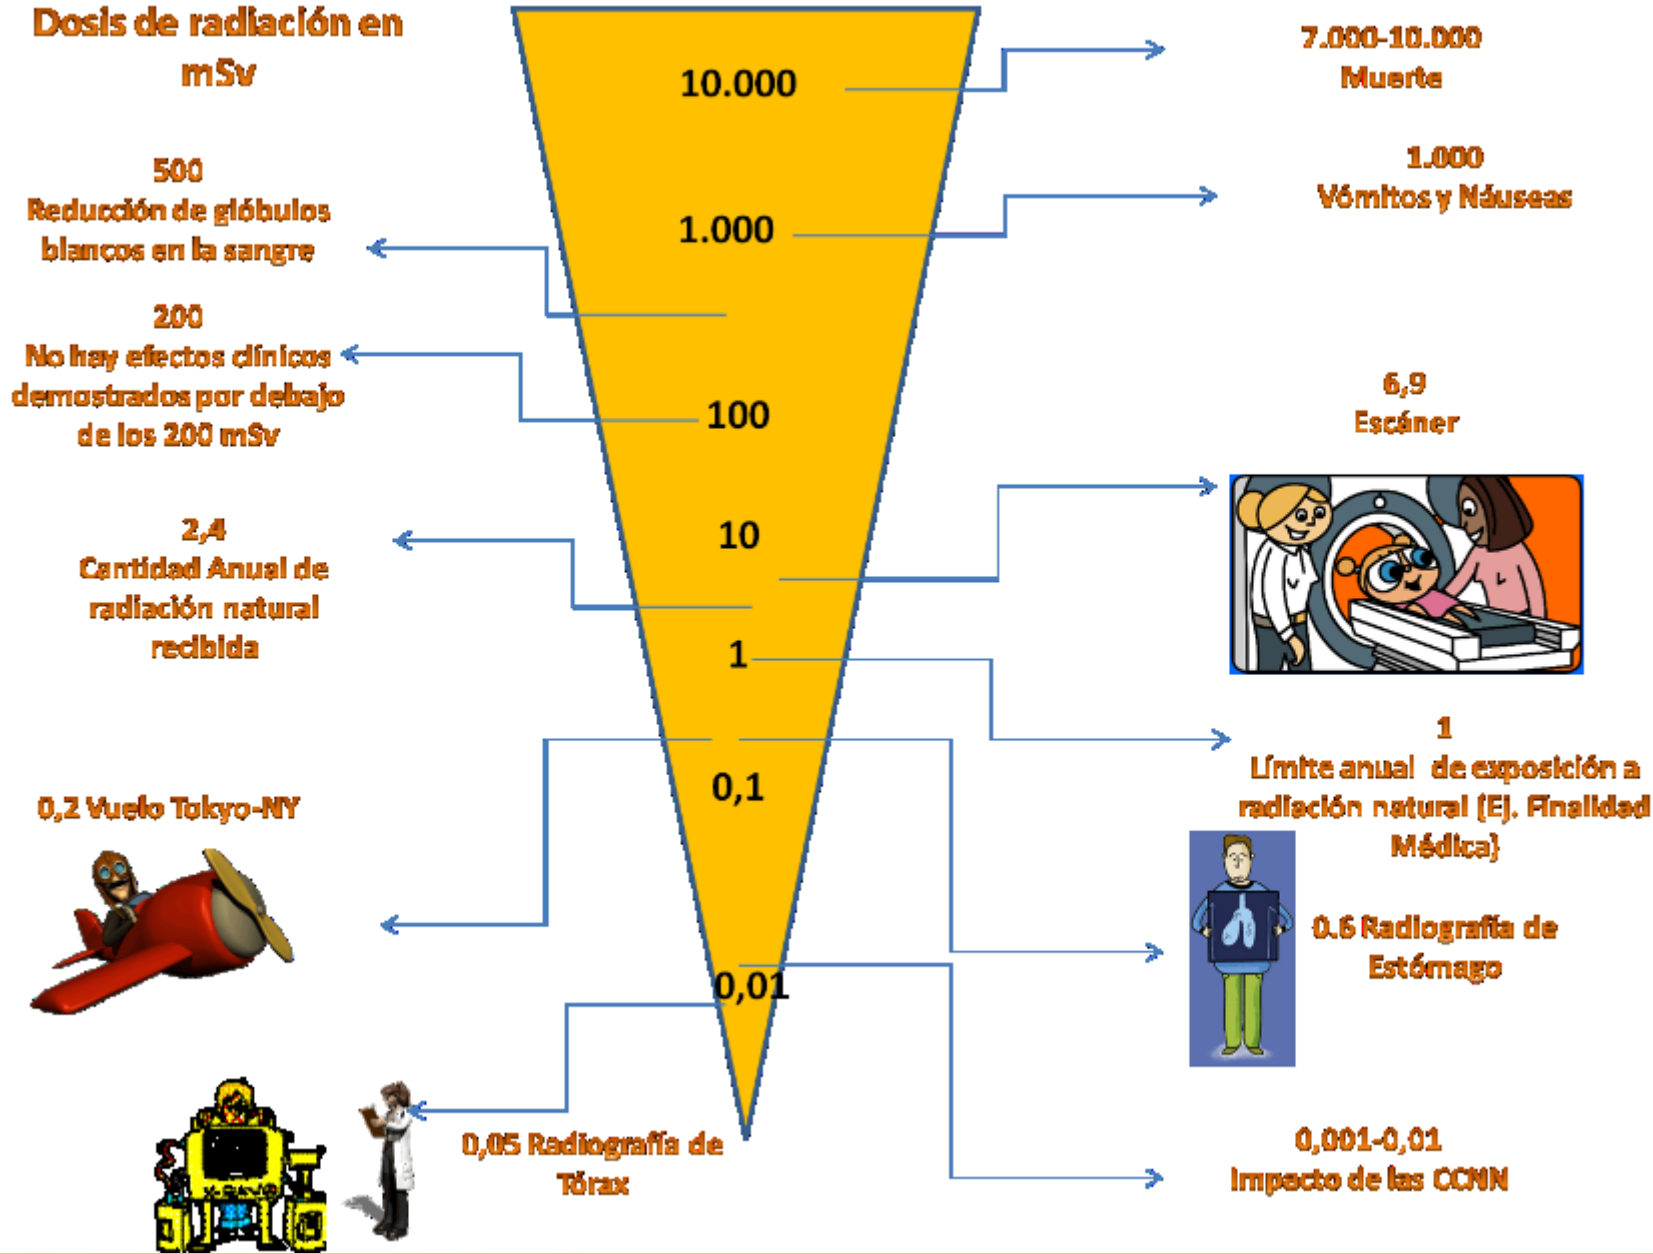 Dosis de radiación en
mSv
500
Reducción de glóbulos
blancos en la sangre
200
No hay efectos clínicos
demostrados por debajo
de los 200 mSv
2,4
Cantidad Anual de
radiación natural
recibida
0,2 Vuelo Tokyo-NY
0,05 Radiografía de
Tórax
10.000
1.000
100
10
1
0,1
0,01
7.000-10.000
Muerte
1.000
Vómitos y Náuseas
6,9
Escáner
1
Límite anual de exposición a
radiación natural (Ej. Finalidad
Médica)
0.6 Radiografía de
Estómago
0,001-0,01
Impacto de las CCNN